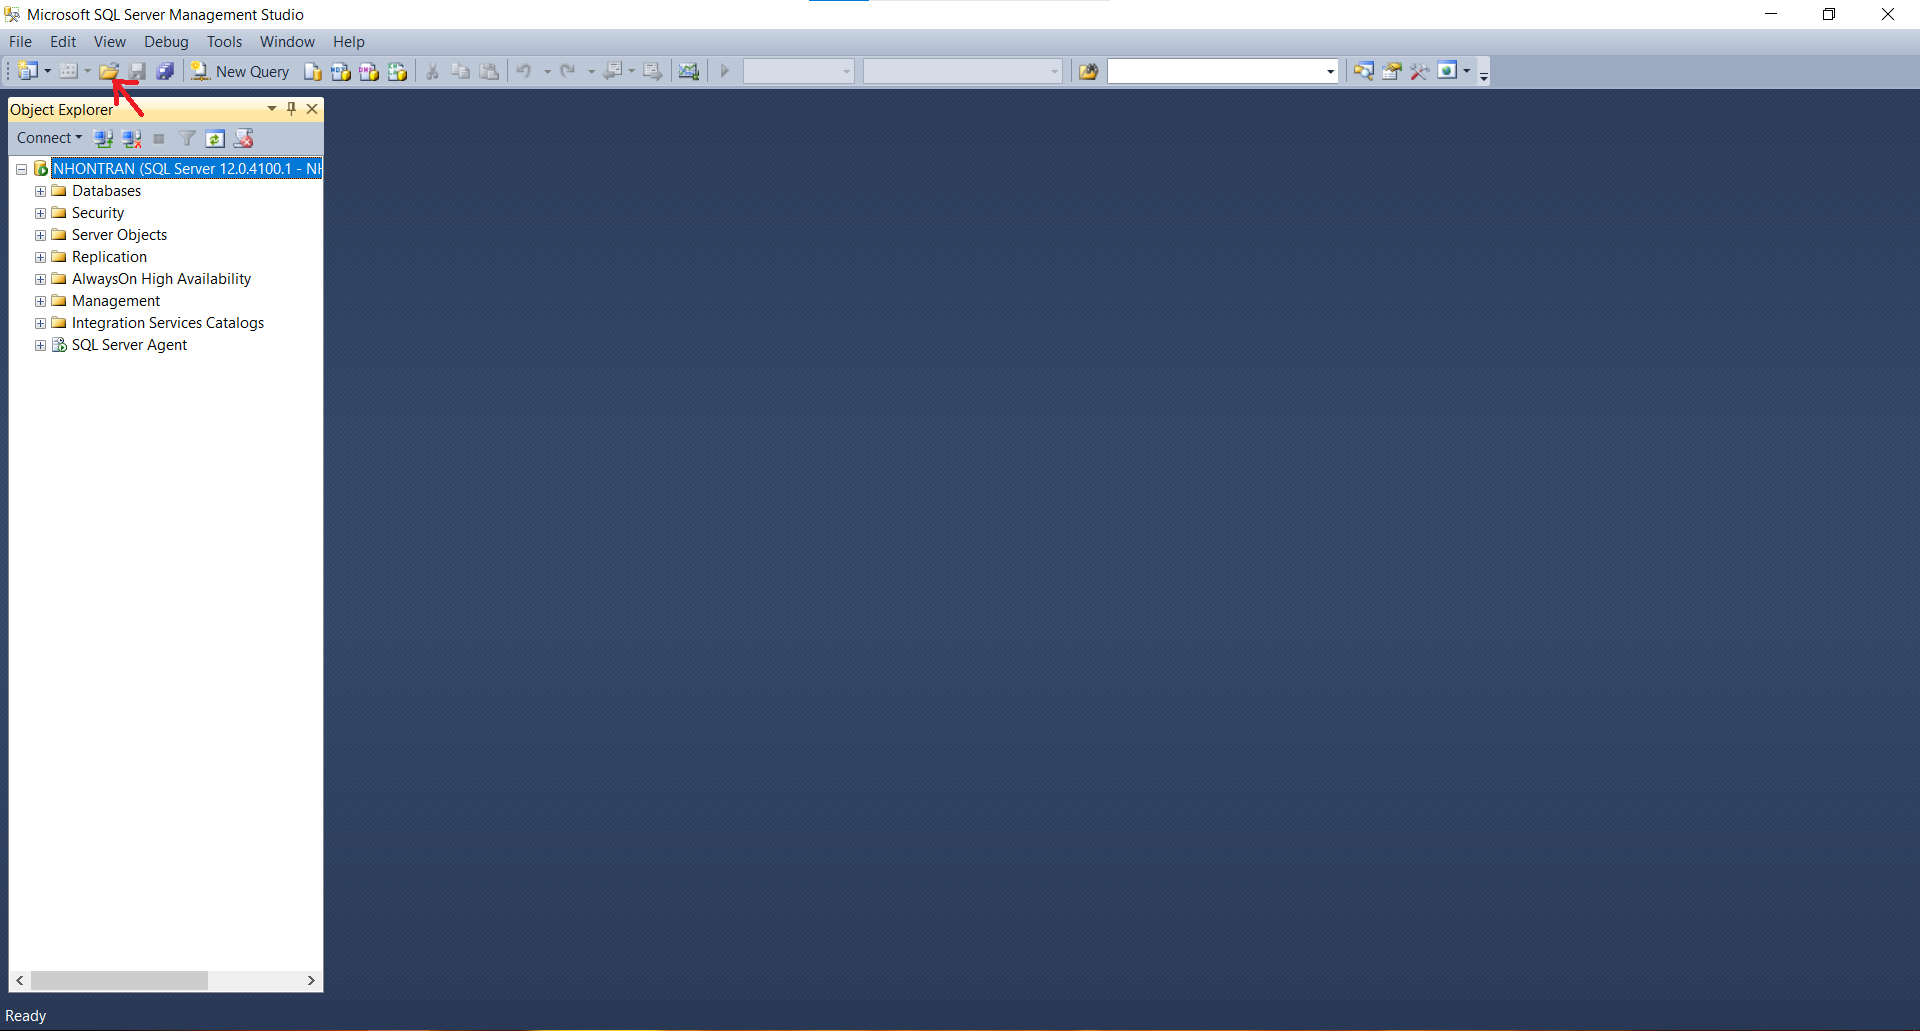 Microsoft SQL Server Management Studio
File Edit View Debug Tools Window Help
New Query
Object Explorer
Connect
NHONTRAN (SQL Server 12.0.4100.1 - NH
Databases
Security
Server Objects
Replication
AlwaysOn High Availability
Management
Integration Services Catalogs
SQL Server Agent
Ready